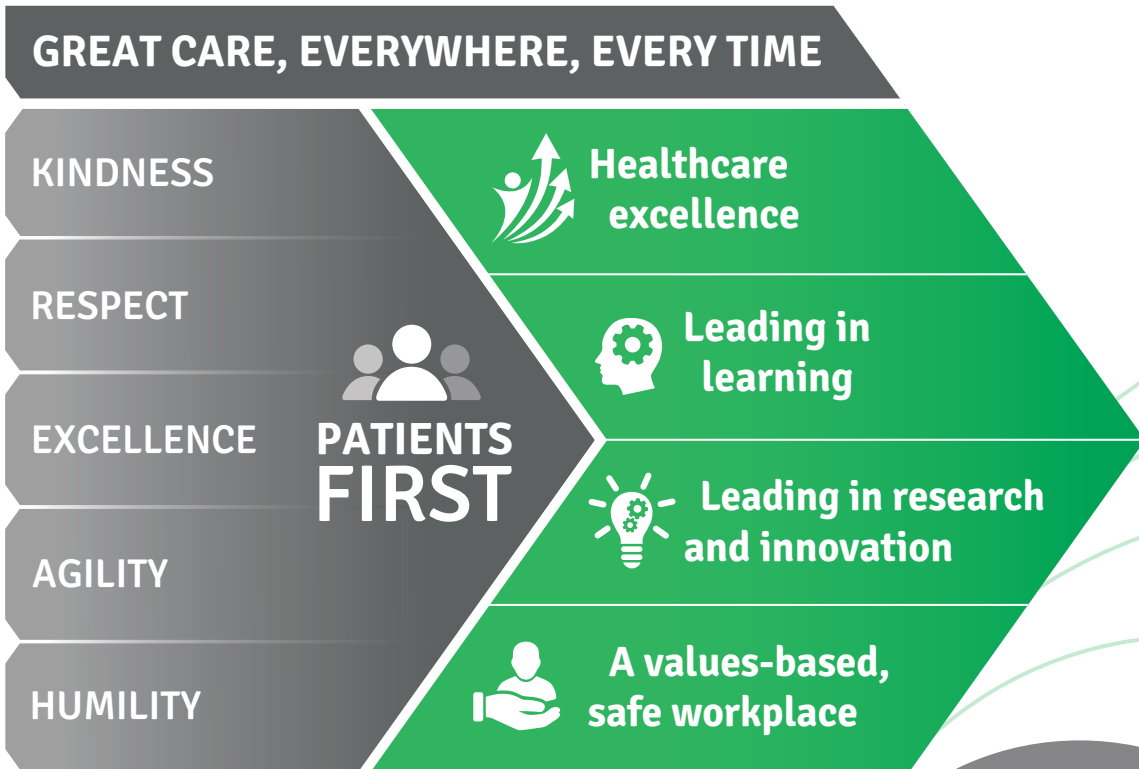 GREAT CARE, EVERYWHERE, EVERY TIME
KINDNESS
RESPECT
EXCELLENCE
AGILITY
HUMILITY
PATIENTS
FIRST
Healthcare
excellence
Leading in
learning
Leading in research
and innovation
A values-based,
safe workplace